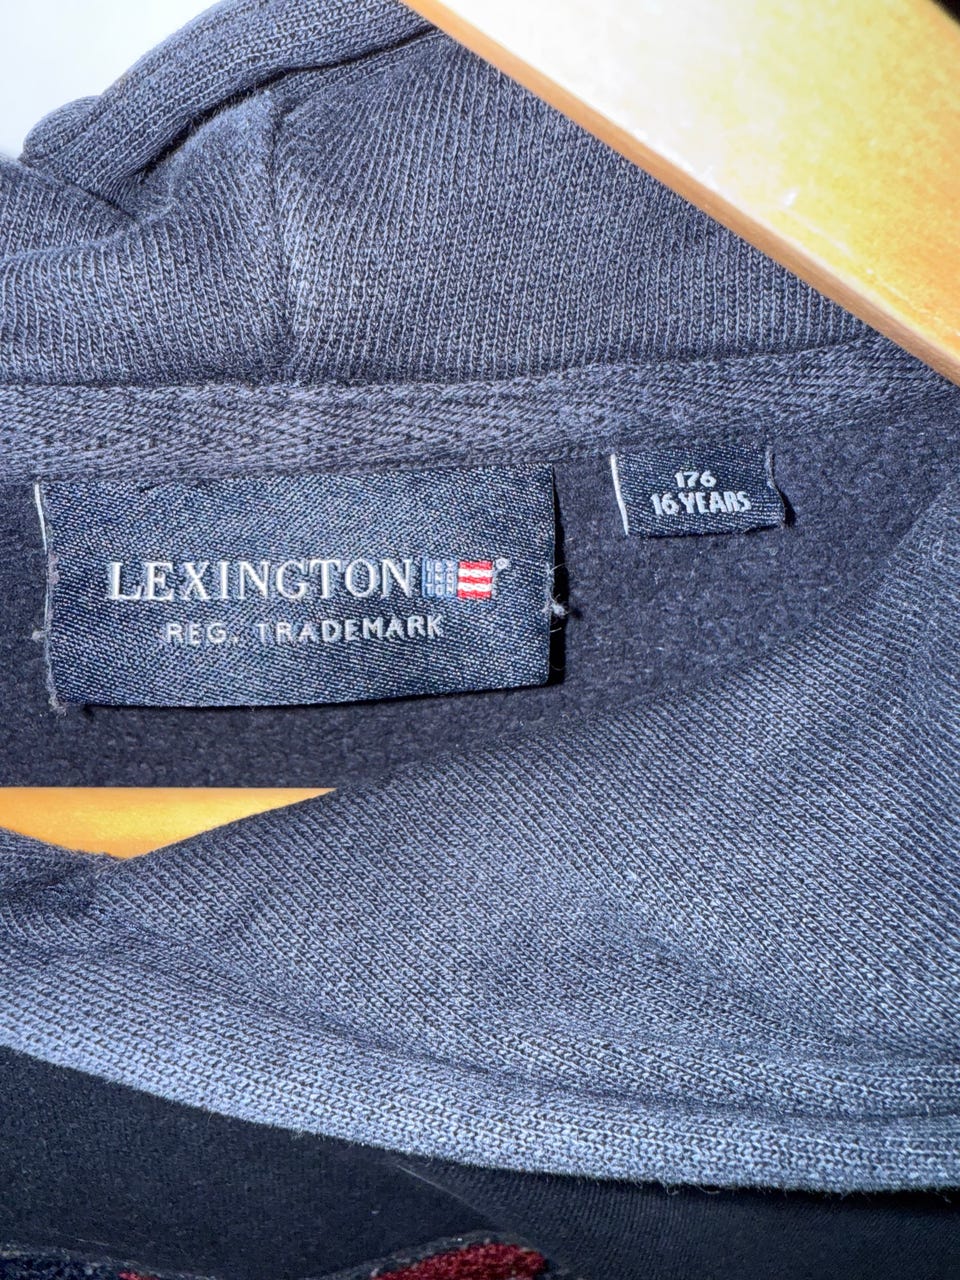 LEXINGTON
REG. TRADEMARK
176
16 YEARS